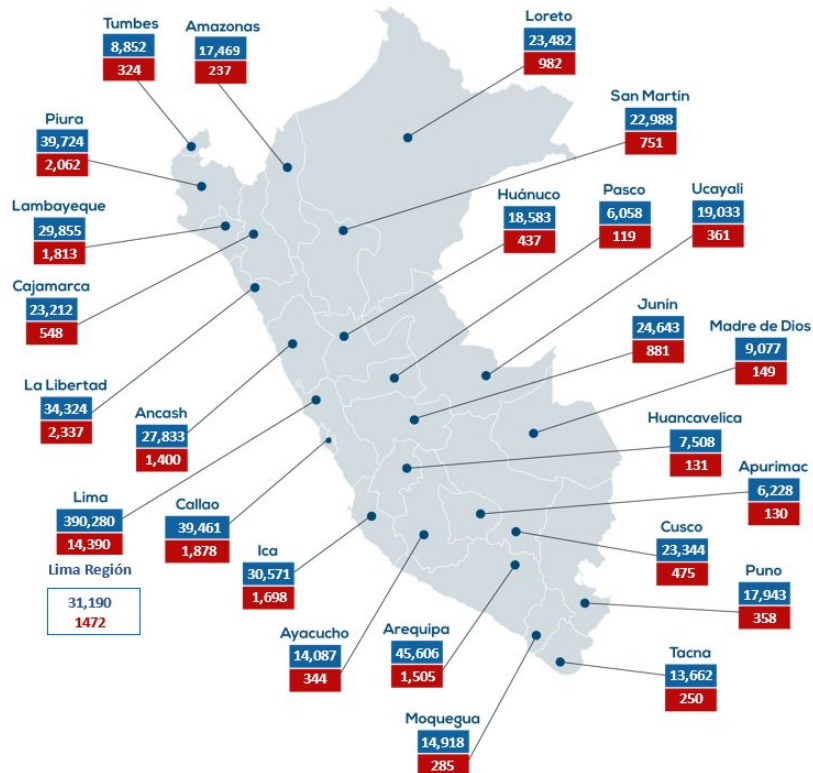 Tumbes
8,852
324
Amazonas
17,469
237
Loreto
23,482
982
San Martín
22,988
751
Piura
39,724
2,062
Lambayeque
29,855
1,813
Huánuco
18,583
437
Pasco
6,058
119
Ucayali
19,033
361
Cajamarca
23,212
548
Junín
24,643
881
Madre de Dios
9,077
149
La Libertad
34,324
2,337
Ancash
27,833
1,400
Huancavelica
7,508
131
Apurimac
6,228
130
Lima
390,280
14,390
Lima Región
31,190
1472
Callao
39,461
1,878
Ica
30,571
1,698
Cusco
23,344
475
Puno
17,943
358
Ayacucho
14,087
344
Arequipa
45,606
1,505
Tacna
13,662
250
Moquegua
14,918
285